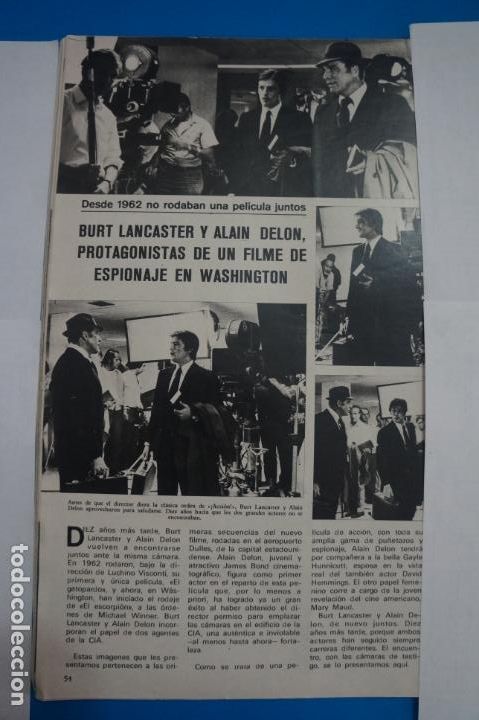 Desde 1962 no rodaban una película juntos
BURT LANCASTER Y ALAIN DELON,
PROTAGONISTAS DE UN FILME DE
ESPIONAJE EN WASHINGTON
Antes de que el director diera la clásica orden de «¡Acción!», Burt Lancaster y Alain
Delon aprovecharon para saludarse. Diez años hacía que los dos grandes actores no se
encontraban.
DIEZ años más tarde, Burt
Lancaster y Alain Delon
vuelven a encontrarse
juntos ante la misma cámara.
En 1962 rodaron, bajo la di-
rección de Luchino Visconti, su
primera y única película, «El
gatopardo», y ahora, en Wás-
hington, han iniciado el rodaje
de «El escorpión» a las órde-
nes de Michael Winner. Burt
Lancaster y Alain Delon incor-
poran el papel de dos agentes
de la CIA.
Estas imágenes que les pre-
sentamos pertenecen a las pri-
meras secuencias del nuevo
filme, rodadas en el aeropuerto
Dulles, de la capital estadouni-
dense. Alain Delon, juvenil y
atractivo James Bond cinema-
tográfico, figura como primer
actor en el reparto de esta pe-
lícula que, por lo menos a
priori, ha logrado ya un gran
éxito al haber obtenido el direc-
tor permiso para emplazar
las cámaras en el edificio de la
CIA, una auténtica e inviolable
-al menos hasta ahora- for-
taleza.
Como se trata de una pe-
lícula de acción, con toda su
amplia gama de puñetazos y
espionaje, Alain Delon tendrá
por compañera a la bella Gayle
Hunnicutt, esposa en la vida
real del también actor David
Hemmings. El otro papel feme-
nino corre a cargo de la joven
revelación del cine americano,
Mary Maud.
Burt Lancaster y Alain De-
lon, de nuevo juntos. Diez
años más tarde, porque ambos
actores han seguido siempre
carreras diferentes. El encuen-
tro, con las cámaras de testi-
go, se lo presentamos aquí.
54
todocoleccion.net